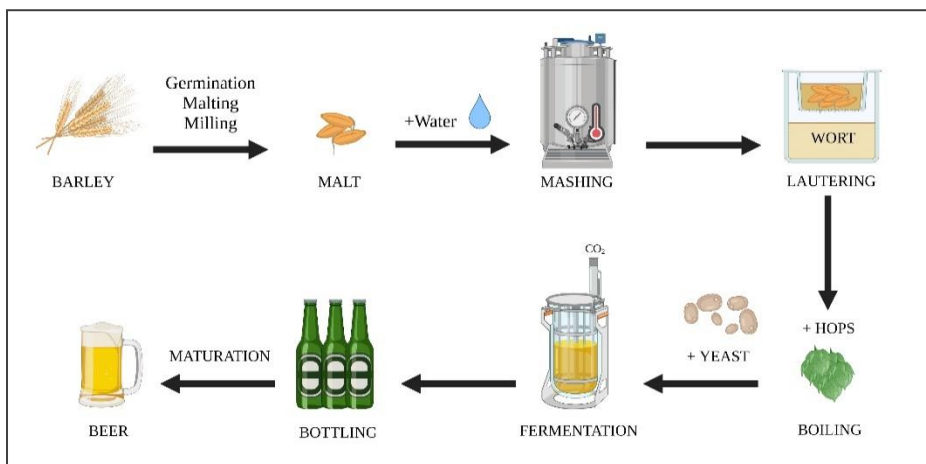 Germination
Malting
Milling
BARLEY
MALT
+Water
MASHING
WORT
LAUTERING
+ HOPS
BOILING
+ YEAST
CO₂
FERMENTATION
BOTTLING
MATURATION
BEER